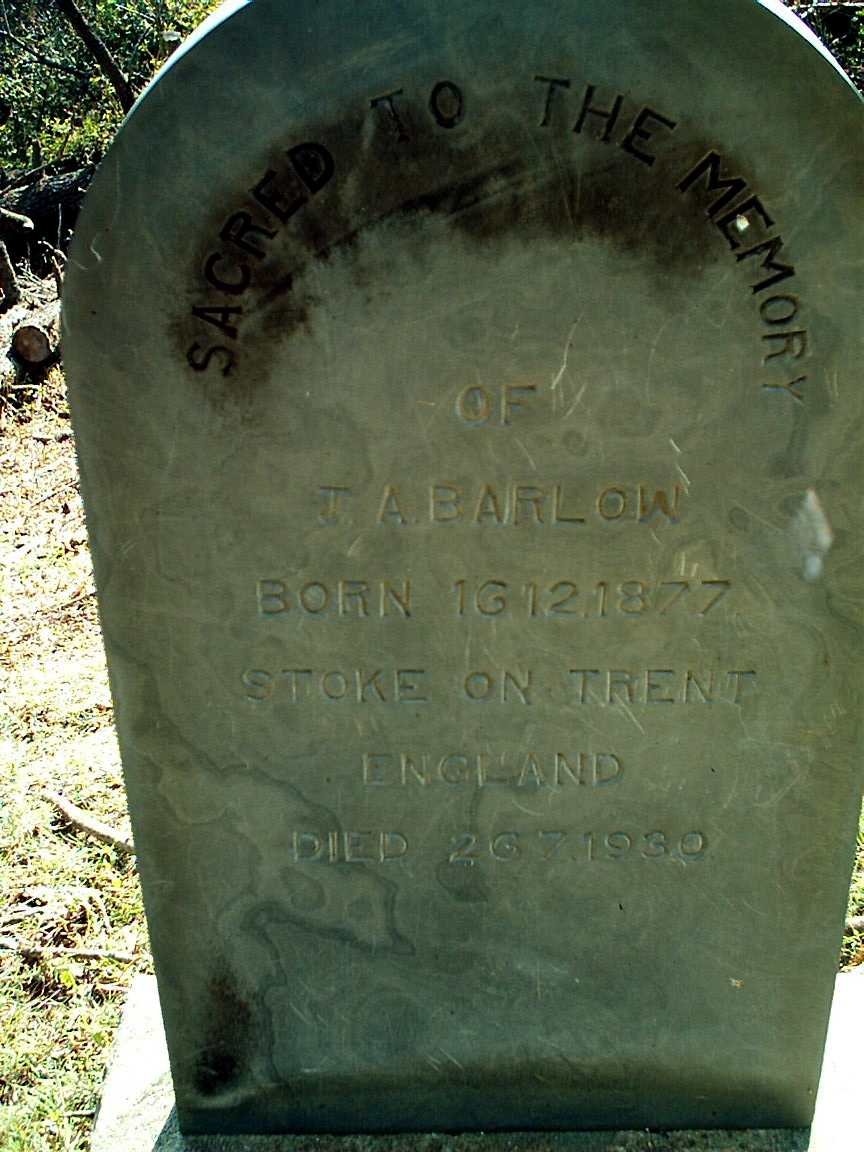 SACRED TO THE MEMORY
OF
J. A. BARLOW
BORN 16.12.1877
STOKE ON TRENT
ENGLAND
DIED 26.7.1930